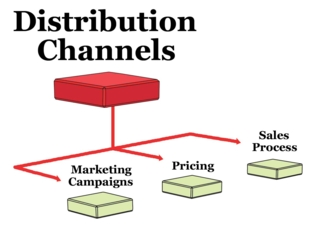 Distribution
Channels
Sales
Process
Pricing
Marketing
Campaigns